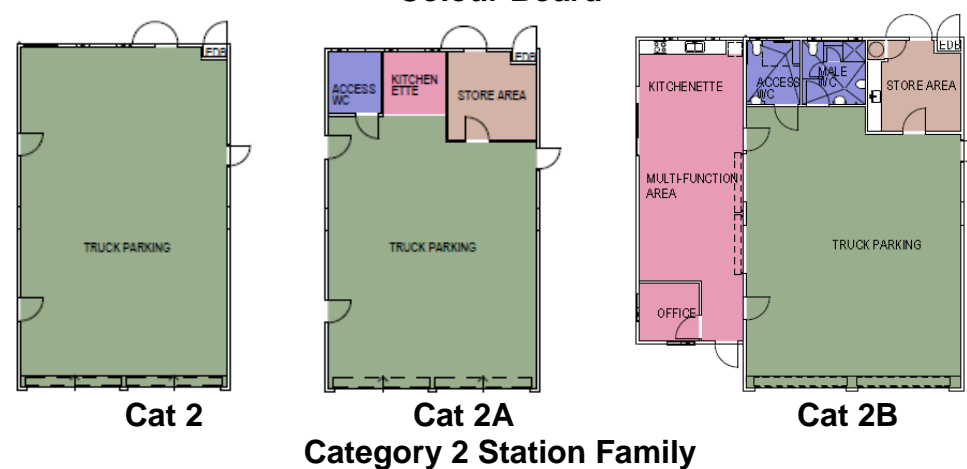 Colour Board
EDB
TRUCK PARKING
Cat 2
ACCESS
WC
KITCHEN
ETTE
STORE AREA
EDB
TRUCK PARKING
Cat 2A
KITCHENETTE
ACCESS
WC
MALE
WC
STORE AREA
EDB
MULTI-FUNCTION
AREA
TRUCK PARKING
OFFICE
Cat 2B
Category 2 Station Family